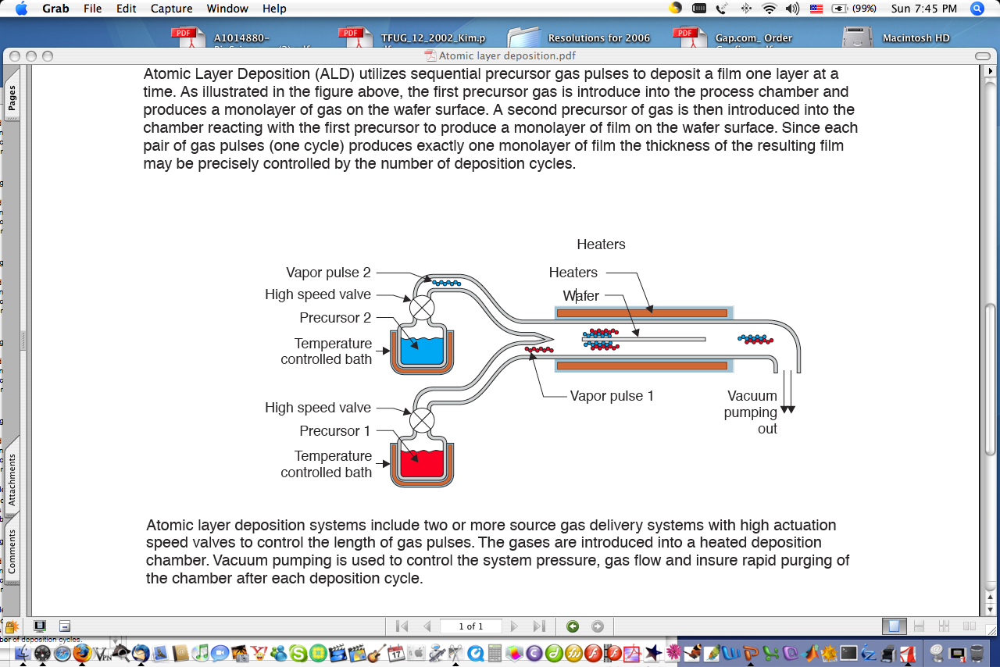 Grab File Edit Capture Window Help (99%) Sun 7:45 PM
PDF A1014880- PDF TFUG_12_2002_Kim.p Resolutions for 2006 PDF Gap.com_ Order Macintosh HD
Atomic layer deposition.pdf
Pages
Atomic Layer Deposition (ALD) utilizes sequential precursor gas pulses to deposit a film one layer at a
time. As illustrated in the figure above, the first precursor gas is introduce into the process chamber and
produces a monolayer of gas on the wafer surface. A second precursor of gas is then introduced into the
chamber reacting with the first precursor to produce a monolayer of film on the wafer surface. Since each
pair of gas pulses (one cycle) produces exactly one monolayer of film the thickness of the resulting film
may be precisely controlled by the number of deposition cycles.
Heaters
Vapor pulse 2
Heaters
High speed valve
Wafer
Precursor 2
Temperature
controlled bath
Vapor pulse 1
Vacuum
pumping
out
High speed valve
Precursor 1
Temperature
controlled bath
Attachments
Comments
Atomic layer deposition systems include two or more source gas delivery systems with high actuation
speed valves to control the length of gas pulses. The gases are introduced into a heated deposition
chamber. Vacuum pumping is used to control the system pressure, gas flow and insure rapid purging of
the chamber after each deposition cycle.
1 of 1
ber of deposition cycles.
VPN
17